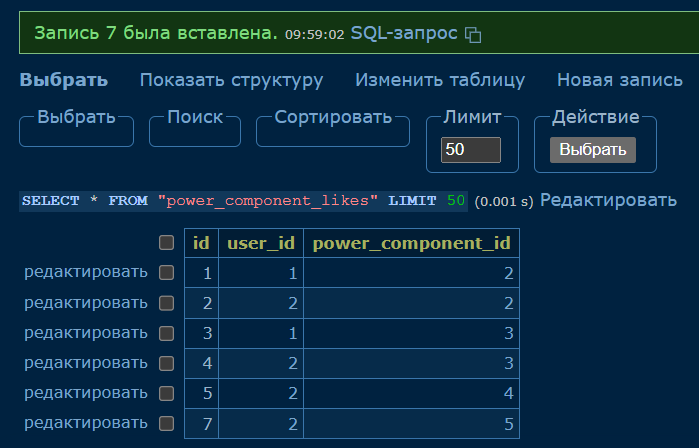 Запись 7 была вставлена. 09:59:02 SQL-запрос
Выбрать Показать структуру Изменить таблицу Новая запись
Выбрать Поиск Сортировать Лимит Действие
50 Выбрать
SELECT * FROM "power_component_likes" LIMIT 50 (0.001 s) Редактировать
id user_id power_component_id
редактировать 1 1 2
редактировать 2 2 2
редактировать 3 1 3
редактировать 4 2 3
редактировать 5 2 4
редактировать 7 2 5